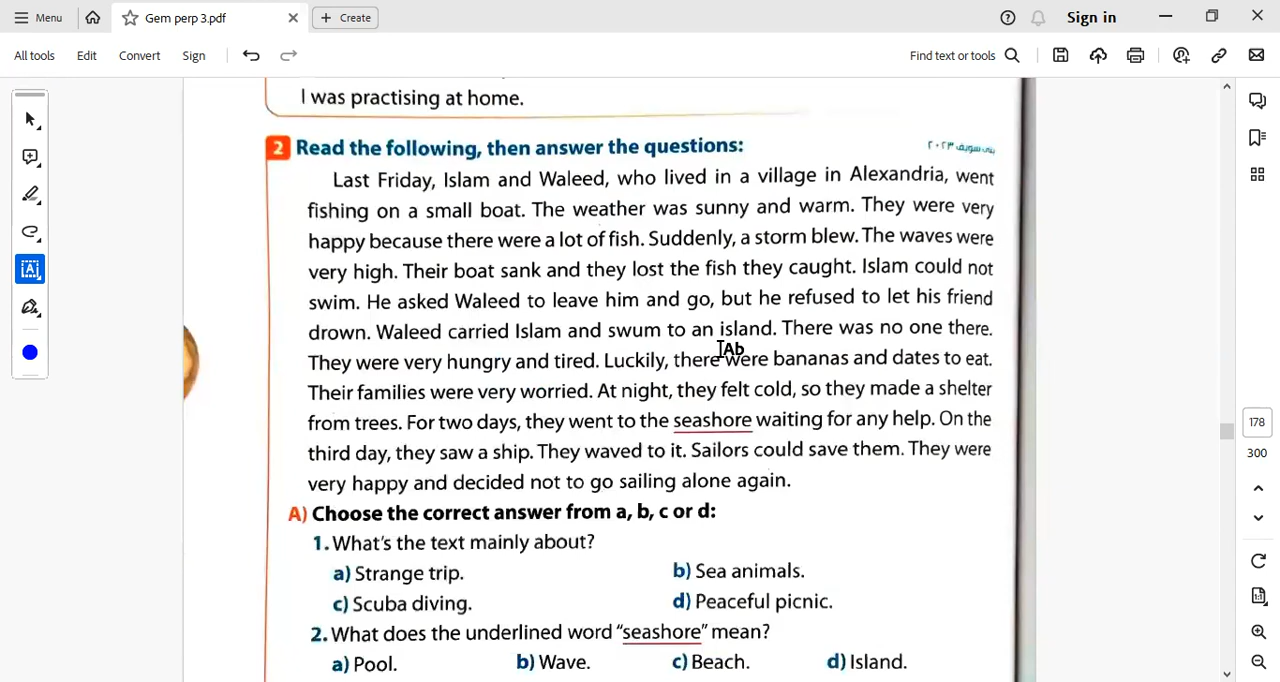 Menu
Gem perp 3.pdf
Create
Sign in
All tools
Edit
Convert
Sign
Find text or tools
I was practising at home.
2 Read the following, then answer the questions:
بنى سويف ٢٠٢٣
Last Friday, Islam and Waleed, who lived in a village in Alexandria, went
fishing on a small boat. The weather was sunny and warm. They were very
happy because there were a lot of fish. Suddenly, a storm blew. The waves were
very high. Their boat sank and they lost the fish they caught. Islam could not
swim. He asked Waleed to leave him and go, but he refused to let his friend
drown. Waleed carried Islam and swum to an island. There was no one there.
They were very hungry and tired. Luckily, there were bananas and dates to eat.
Their families were very worried. At night, they felt cold, so they made a shelter
from trees. For two days, they went to the seashore waiting for any help. On the
third day, they saw a ship. They waved to it. Sailors could save them. They were
very happy and decided not to go sailing alone again.
A) Choose the correct answer from a, b, c or d:
1. What's the text mainly about?
a) Strange trip.
b) Sea animals.
c) Scuba diving.
d) Peaceful picnic.
2. What does the underlined word "seashore" mean?
a) Pool.
b) Wave.
c) Beach.
d) Island.
178
300